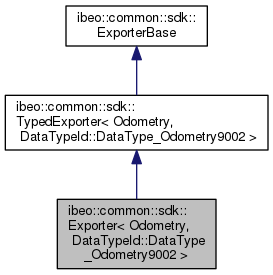 ibeo::common::sdk::
ExporterBase
ibeo::common::sdk::
TypedExporter< Odometry,
DataTypeId::DataType_Odometry9002 >
ibeo::common::sdk::
Exporter< Odometry,
DataTypeId::DataType
_Odometry9002 >